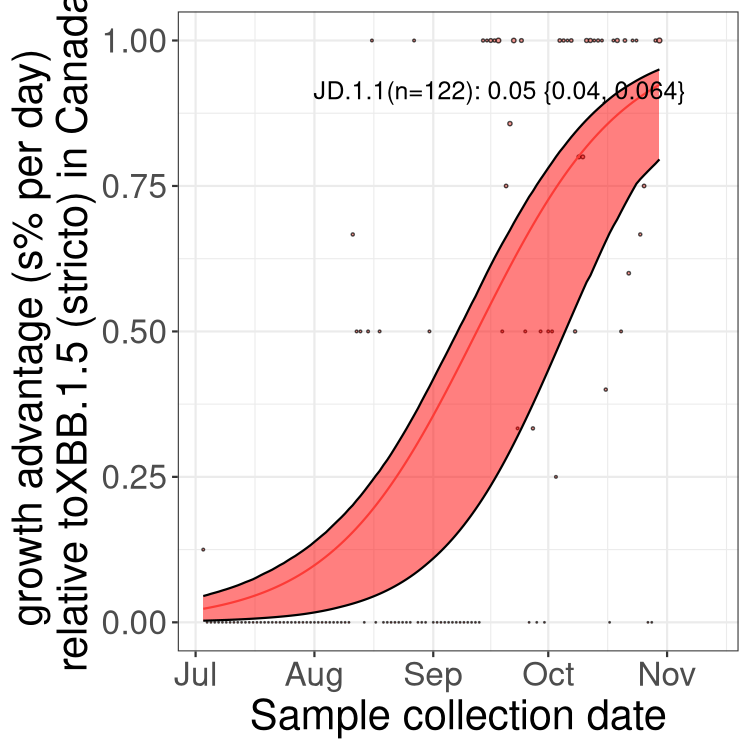 growth advantage (s% per day)
relative toXBB.1.5 (stricto) in Canada
1.00
0.75
0.50
0.25
0.00
JD.1.1(n=122): 0.05 {0.04, 0.064}
Jul Aug Sep Oct Nov
Sample collection date